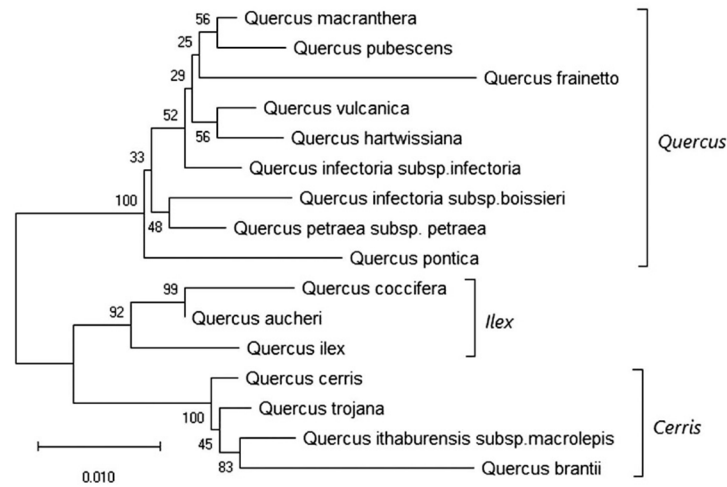 56
Quercus macranthera
25
Quercus pubescens
29
Quercus frainetto
52
Quercus vulcanica
56
Quercus hartwissiana
Quercus
33
Quercus infectoria subsp.infectoria
100
Quercus infectoria subsp.boissieri
48
Quercus petraea subsp. petraea
Quercus pontica
99
Quercus coccifera
92
Quercus aucheri
Ilex
Quercus ilex
Quercus cerris
100
Quercus trojana
Cerris
45
Quercus ithaburensis subsp.macrolepis
83
Quercus brantii
0.010